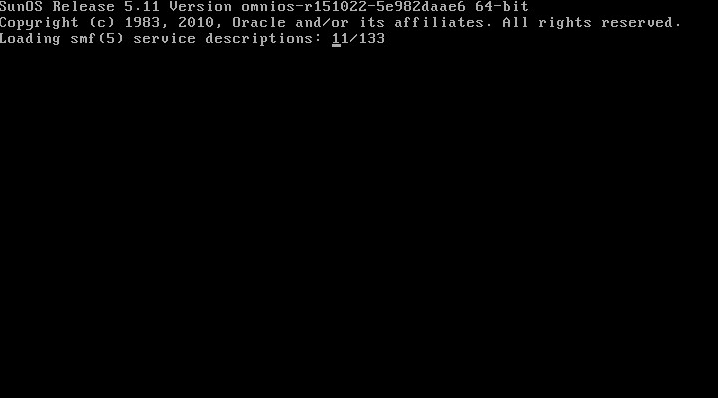 SunOS Release 5.11 Version omnios-r151022-5e982daae6 64-bit
Copyright (c) 1983, 2010, Oracle and/or its affiliates. All rights reserved.
Loading smf(5) service descriptions: 11/133